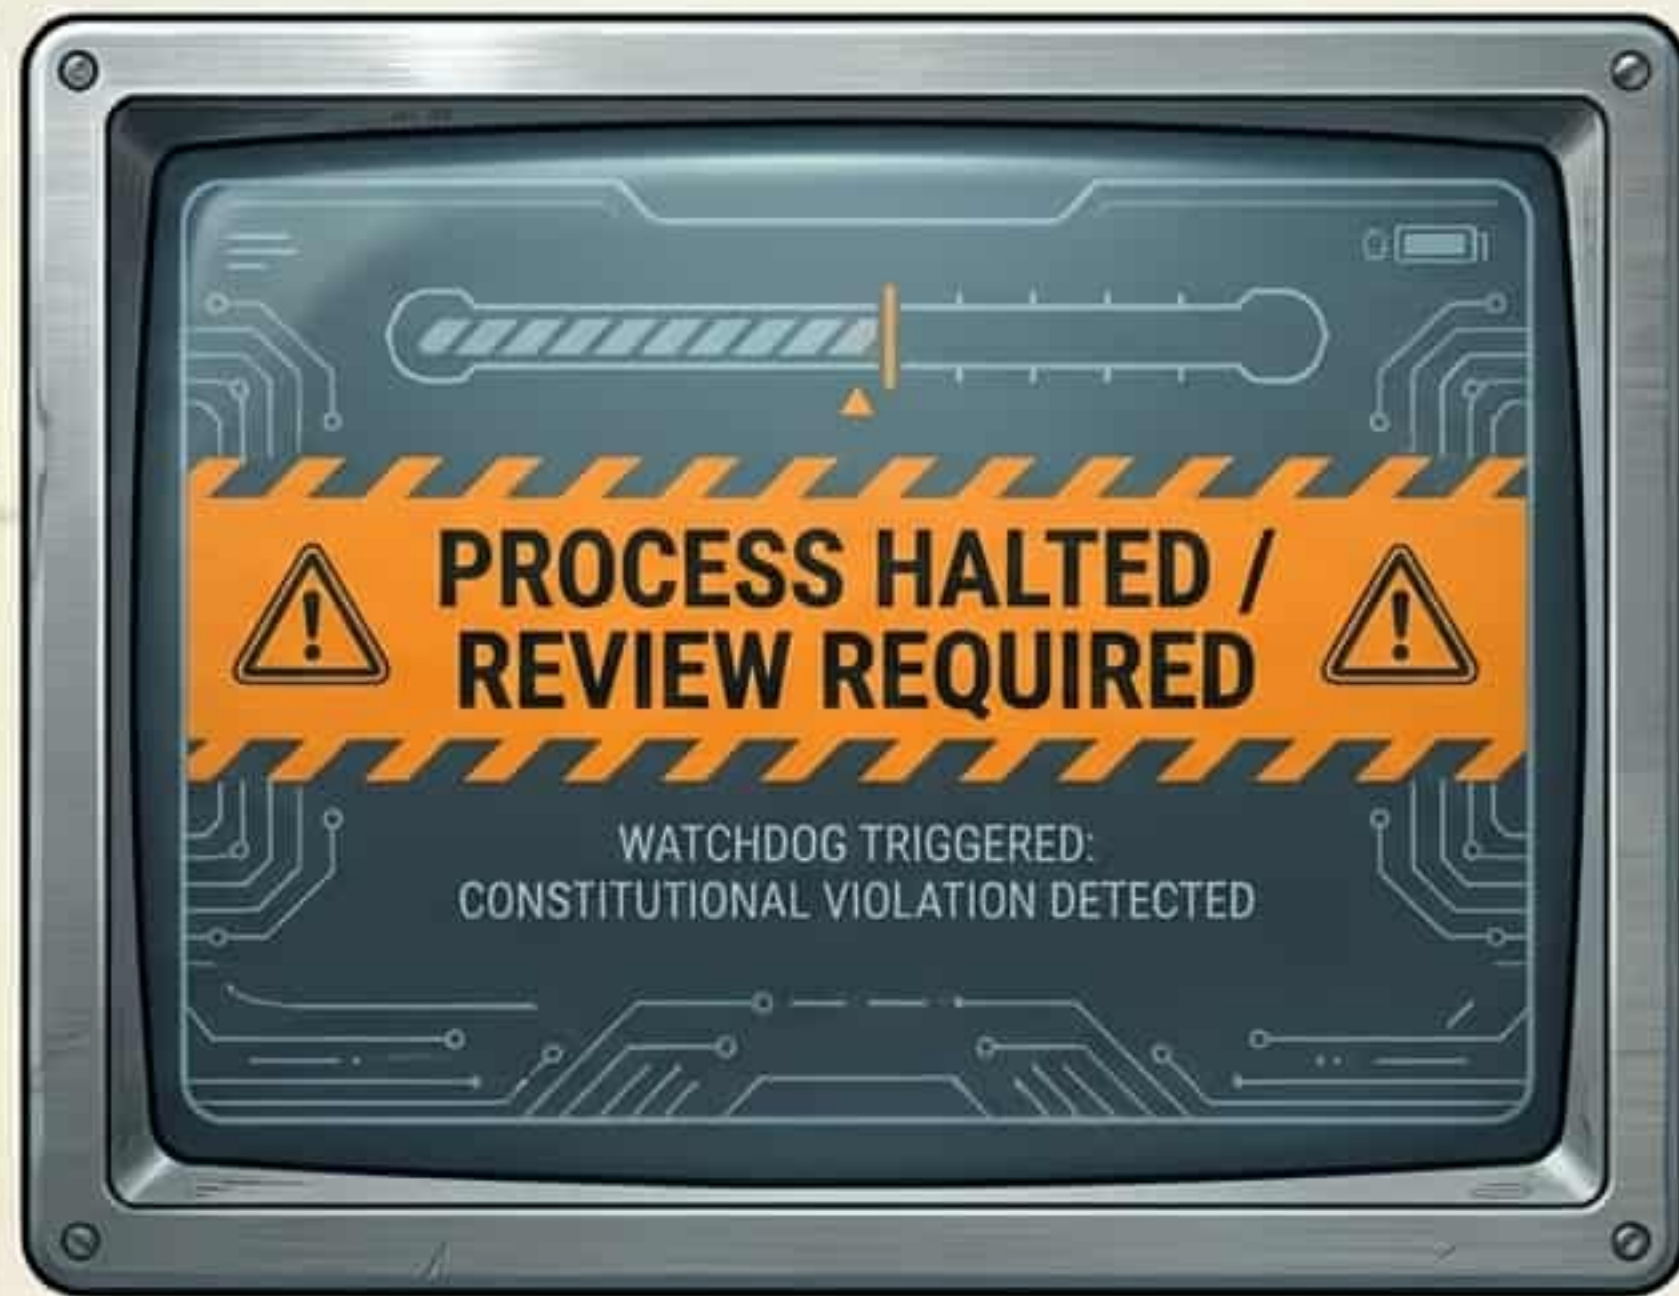 PROCESS HALTED /
REVIEW REQUIRED
WATCHDOG TRIGGERED:
CONSTITUTIONAL VIOLATION DETECTED